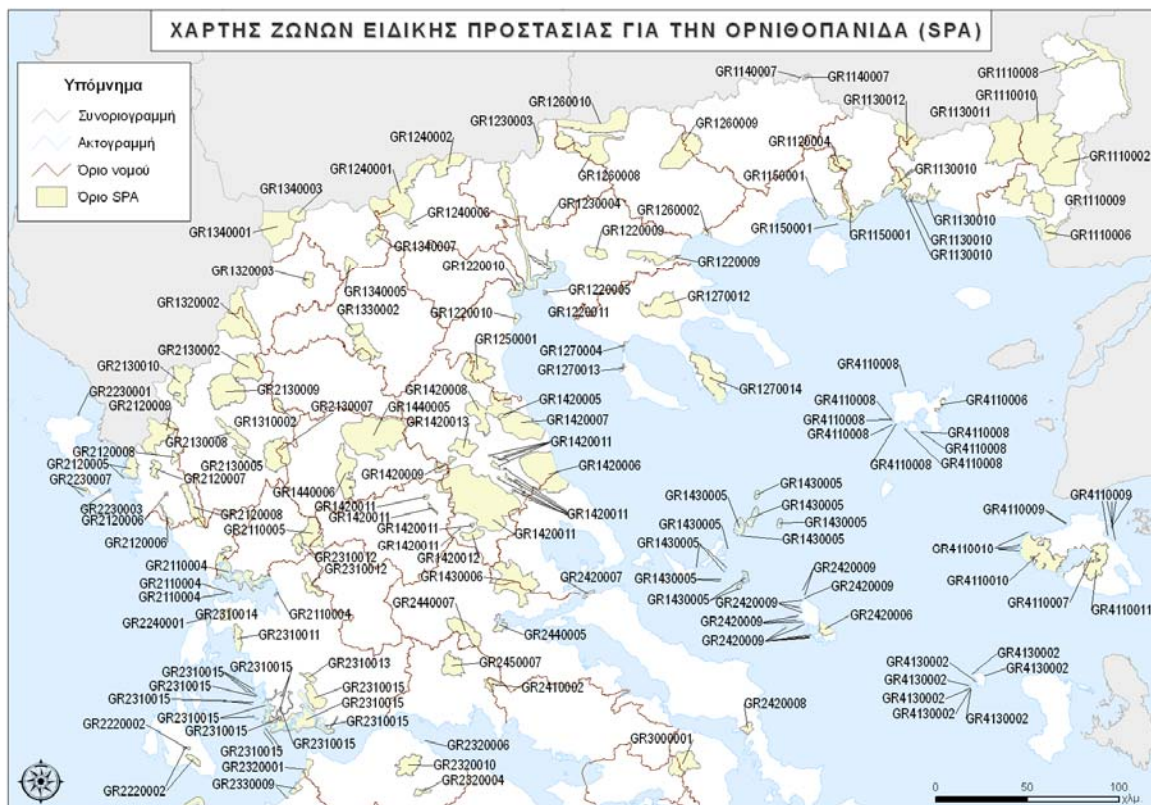 ΧΑΡΤΗΣ ΖΩΝΩΝ ΕΙΔΙΚΗΣ ΠΡΟΣΤΑΣΙΑΣ ΓΙΑ ΤΗΝ ΟΡΝΙΘΟΠΑΝΙΔΑ (SPA)
Υπόμνημα
Συνοριογραμμή
Ακτογραμμή
Όριο νομού
Όριο SPA
GR1140007
GR1140007
GR1110008
GR1260010
GR1130012
GR1110010
GR1230003
GR1260009
GR1130011
GR1240002
GR1120004
GR1110002
GR1240001
GR1260008
GR1150001
GR1130010
GR1340003
GR1230004
GR1260002
GR1110009
GR1240006
GR1130010
GR1340001
GR1340007
GR1220009
GR1150001
GR1150001
GR1130010
GR1130010
GR1110006
GR1320003
GR1220010
GR1220009
GR1340005
GR1220005
GR1270012
GR1320002
GR1330002
GR1220010
GR1220011
GR1250001
GR1270004
GR2130002
GR2130010
GR1270013
GR4110008
GR2130009
GR1420008
GR1270014
GR2230001
GR2130007
GR1440005
GR1420005
GR4110008
GR4110006
GR2120009
GR1310002
GR1420013
GR1420007
GR4110008
GR4110008
GR4110008
GR2130008
GR1420011
GR4110008
GR2120008
GR2130005
GR4110008
GR4110008
GR2120005
GR2120007
GR1420009
GR1420006
GR2230007
GR1440006
GR1430005
GR4110009
GR2230003
GR2120008
GR1420011
GR1420011
GR1430005
GR2120006
GR1420011
GR4110009
GR2110005
GR1420011
GR1430005
GR1430005
GR2120006
GR1420011
GR1420011
GR1430005
GR1430005
GR4110010
GR2310012
GR1420012
GR2110004
GR2310012
GR1430006
GR2420007
GR1430005
GR2420009
GR4110010
GR2110004
GR1430005
GR2420009
GR2110004
GR2440007
GR2420009
GR4110007
GR4110011
GR2310014
GR2110004
GR2420009
GR2420006
GR2240001
GR2310011
GR2440005
GR2420009
GR2310013
GR4130002
GR2310015
GR2450007
GR4130002
GR4130002
GR2310015
GR2310015
GR2410002
GR4130002
GR2310015
GR2310015
GR2420008
GR4130002
GR2310015
GR2310015
GR4130002
GR4130002
GR2220002
GR2310015
GR2310015
GR2320006
GR3000001
GR2310015
GR2320001
GR2320010
GR2220002
GR2330009
GR2320004
0 50 100
χλμ.